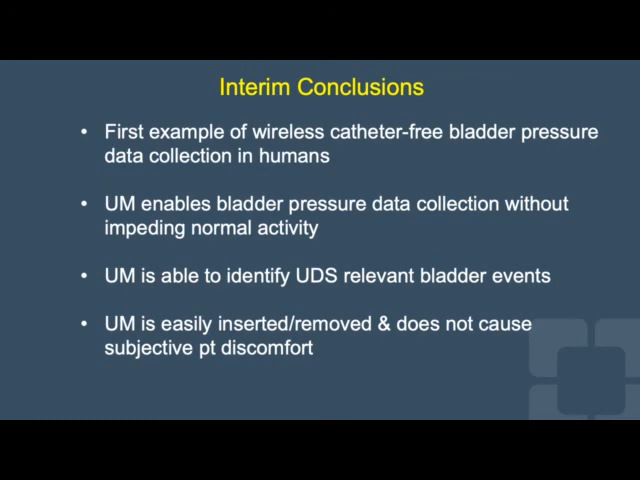 Interim Conclusions
• First example of wireless catheter-free bladder pressure
data collection in humans
• UM enables bladder pressure data collection without
impeding normal activity
• UM is able to identify UDS relevant bladder events
• UM is easily inserted/removed & does not cause
subjective pt discomfort